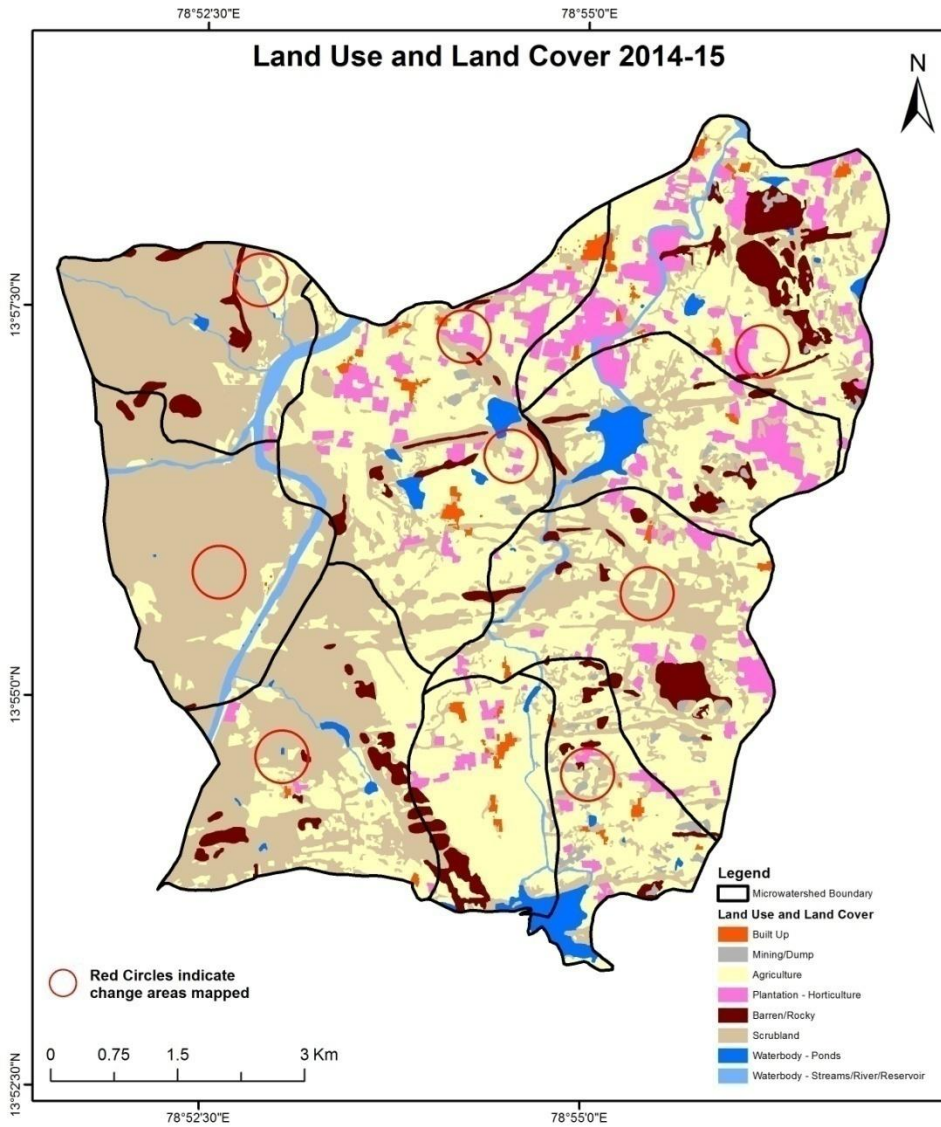 78°52'30"E
78°55'0"E
Land Use and Land Cover 2014-15
N
13°57'30"N
13°55'0"N
13°52'30"N
Legend
Microwatershed Boundary
Land Use and Land Cover
Built Up
Mining/Dump
Agriculture
Plantation - Horticulture
Barren/Rocky
Scrubland
Waterbody - Ponds
Waterbody - Streams/River/Reservoir
Red Circles indicate
change areas mapped
0 0.75 1.5 3 Km
78°52'30"E
78°55'0"E